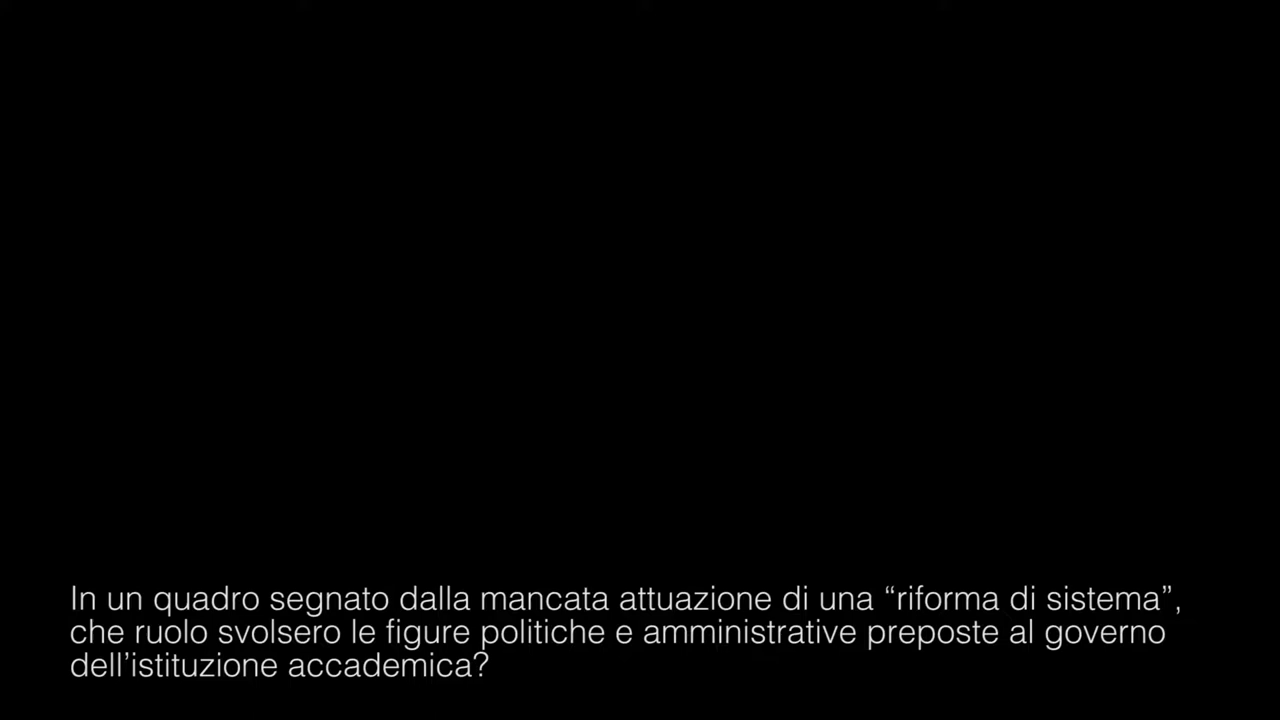 In un quadro segnato dalla mancata attuazione di una “riforma di sistema”,
che ruolo svolsero le figure politiche e amministrative preposte al governo
dell’istituzione accademica?